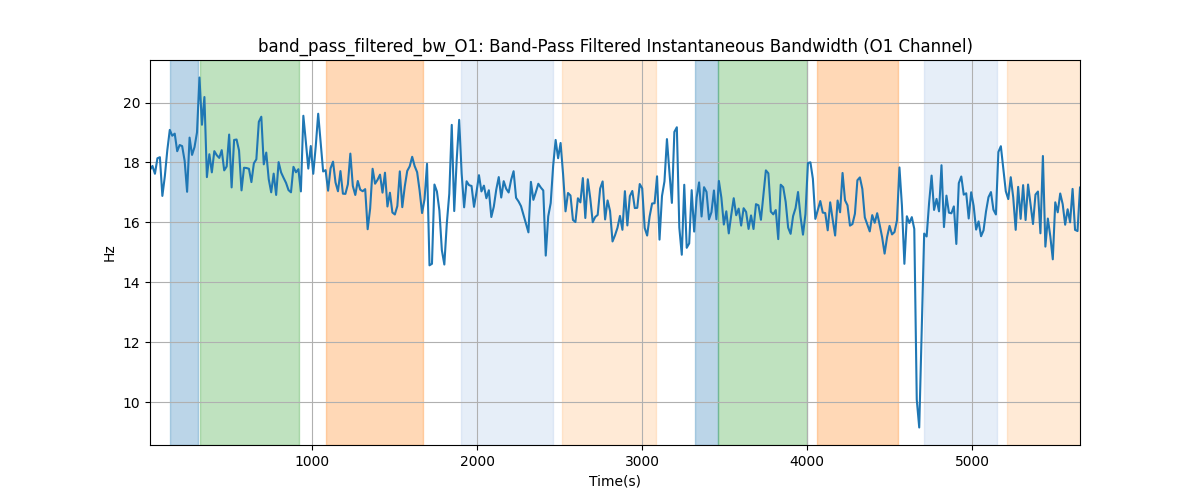 band_pass_filtered_bw_O1: Band-Pass Filtered Instantaneous Bandwidth (O1 Channel)
Hz
20
18
16
14
12
10
1000 2000 3000 4000 5000
Time(s)